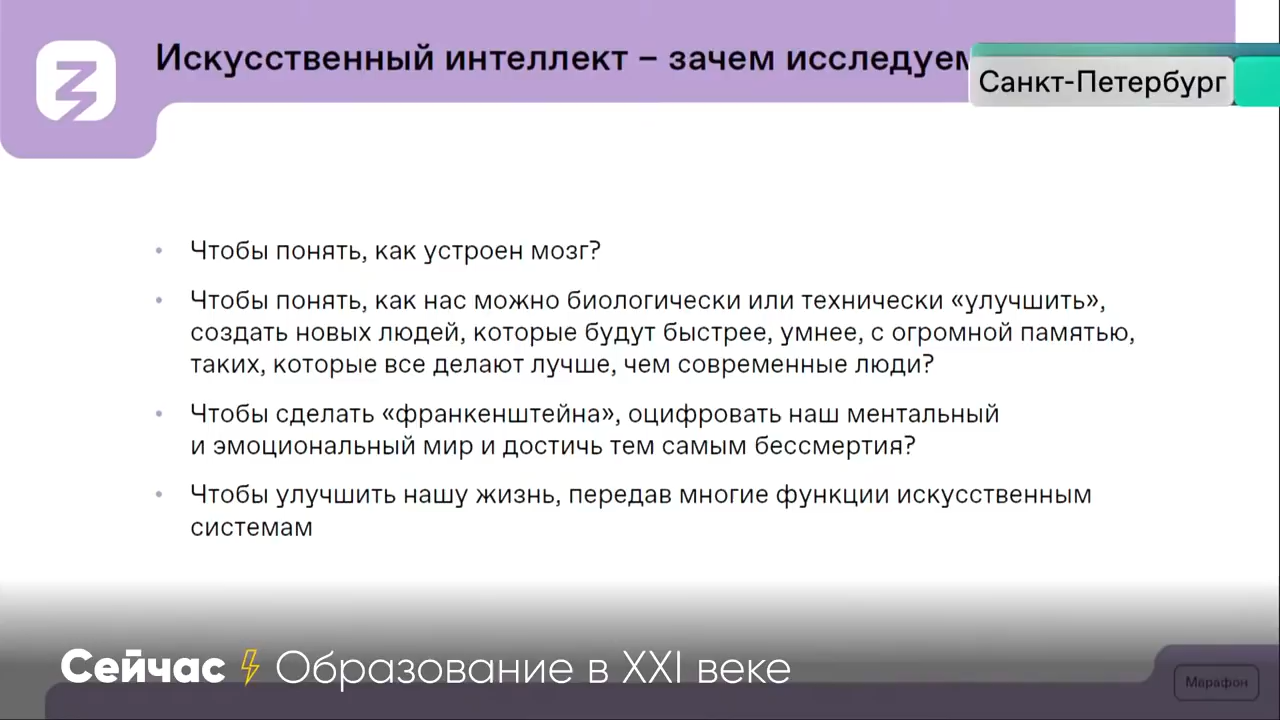 Искусственный интеллект – зачем исследуем
Санкт-Петербург
• Чтобы понять, как устроен мозг?
• Чтобы понять, как нас можно биологически или технически «улучшить»,
создать новых людей, которые будут быстрее, умнее, с огромной памятью,
таких, которые все делают лучше, чем современные люди?
• Чтобы сделать «франкенштейна», оцифровать наш ментальный
и эмоциональный мир и достичь тем самым бессмертия?
• Чтобы улучшить нашу жизнь, передав многие функции искусственным
системам
Сейчас Образование в XXI веке
Марафон